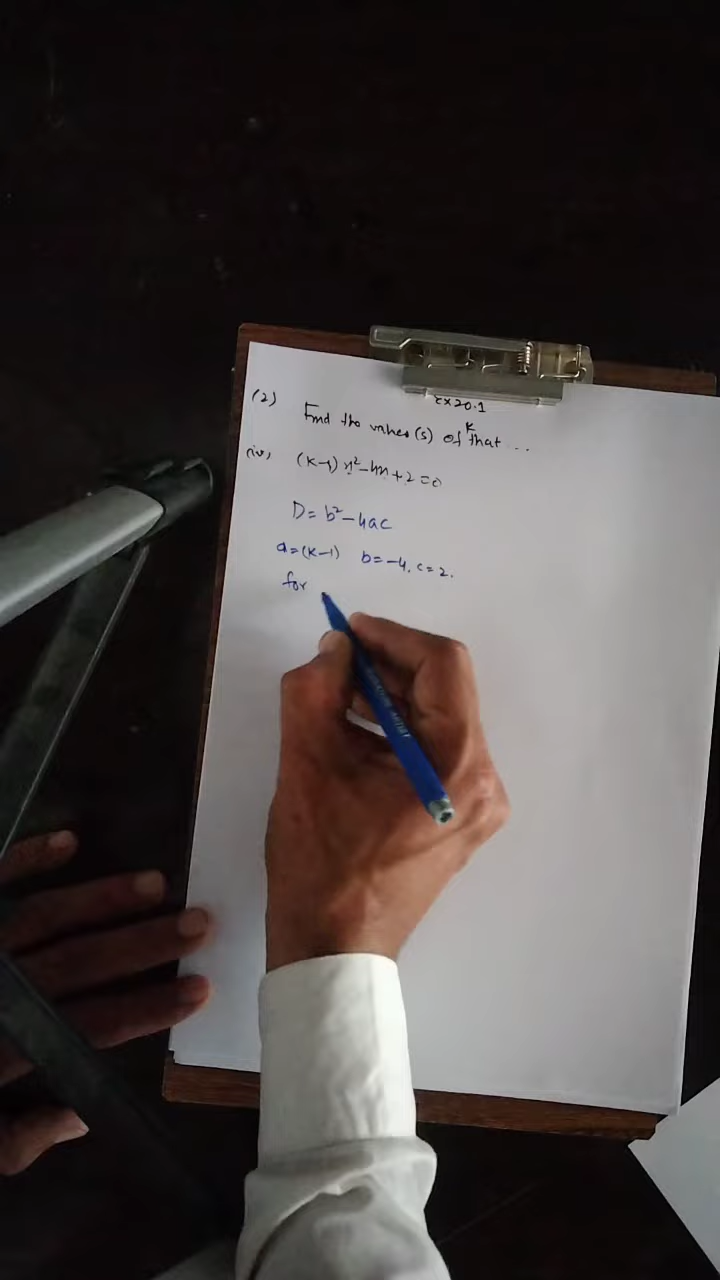 Ex 20.1
(2) Find the values (s) of K that ...
(iv) (K-1) x² - 4x + 2 = 0
D = b² - 4ac
a = (K-1) b = -4, c = 2.
for